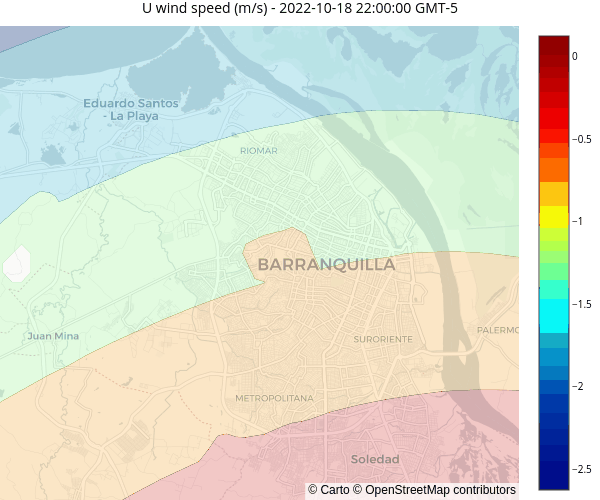 U wind speed (m/s) - 2022-10-18 22:00:00 GMT-5
0
Eduardo Santos
- La Playa
−0.5
RIOMAR
−1
BARRANQUILLA
−1.5
Juan Mina
SURORIENTE
PALERMO
−2
METROPOLITANA
Soledad
−2.5
© Carto © OpenStreetMap contributors